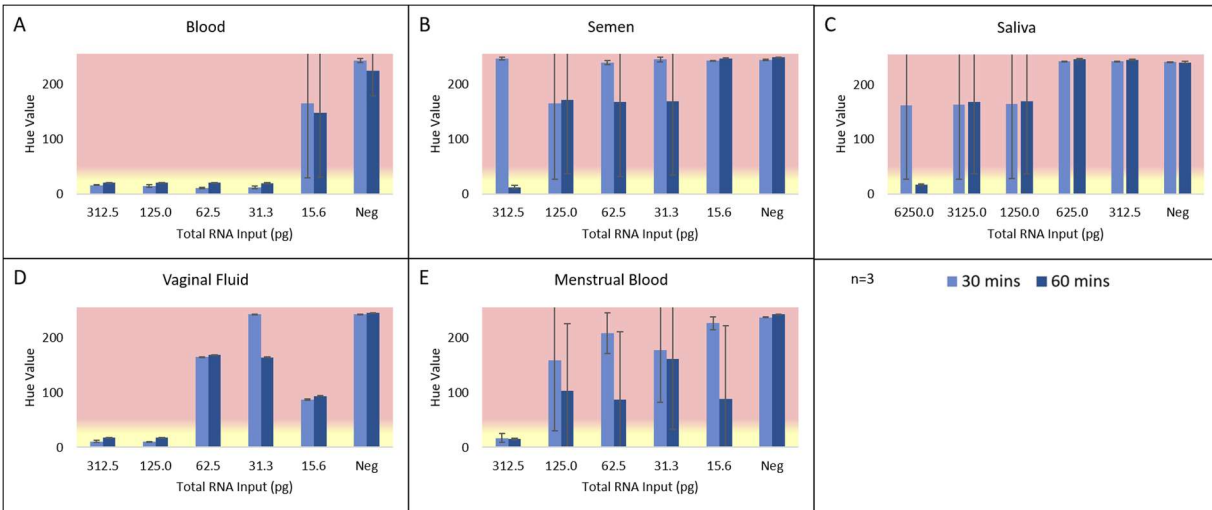 A
Blood
Hue Value
200
100
0
312.5 125.0 62.5 31.3 15.6 Neg
Total RNA Input (pg)
B
Semen
Hue Value
200
100
0
312.5 125.0 62.5 31.3 15.6 Neg
Total RNA Input (pg)
C
Saliva
Hue Value
200
100
0
6250.0 3125.0 1250.0 625.0 312.5 Neg
Total RNA Input (pg)
D
Vaginal Fluid
Hue Value
200
100
0
312.5 125.0 62.5 31.3 15.6 Neg
Total RNA Input (pg)
E
Menstrual Blood
Hue Value
200
100
0
312.5 125.0 62.5 31.3 15.6 Neg
Total RNA Input (pg)
n=3 30 mins 60 mins